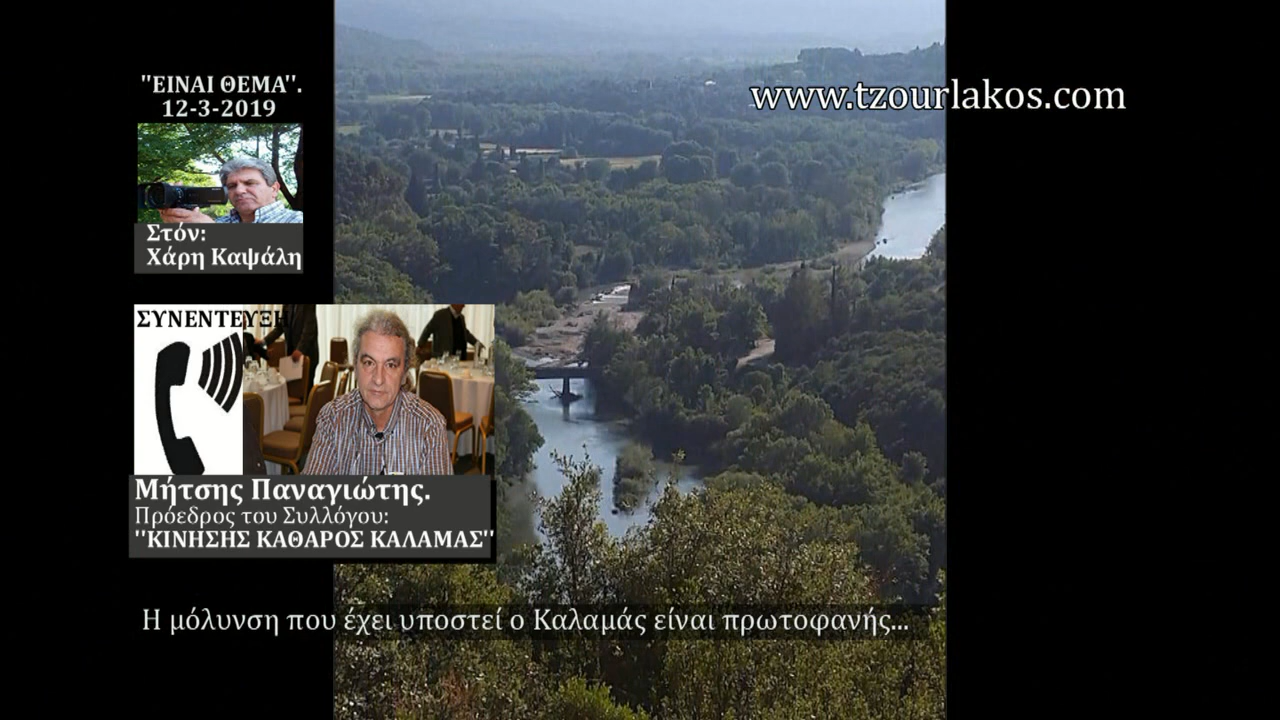 ''ΕΙΝΑΙ ΘΕΜΑ''.
12-3-2019
Στόν:
Χάρη Καψάλη
www.tzourlakos.com
ΣΥΝΕΝΤΕΥΞΗ
Μήτσης Παναγιώτης.
Πρόεδρος του Συλλόγου:
''ΚΙΝΗΣΗΣ ΚΑΘΑΡΟΣ ΚΑΛΑΜΑΣ''
Η μόλυνση που έχει υποστεί ο Καλαμάς είναι πρωτοφανής...